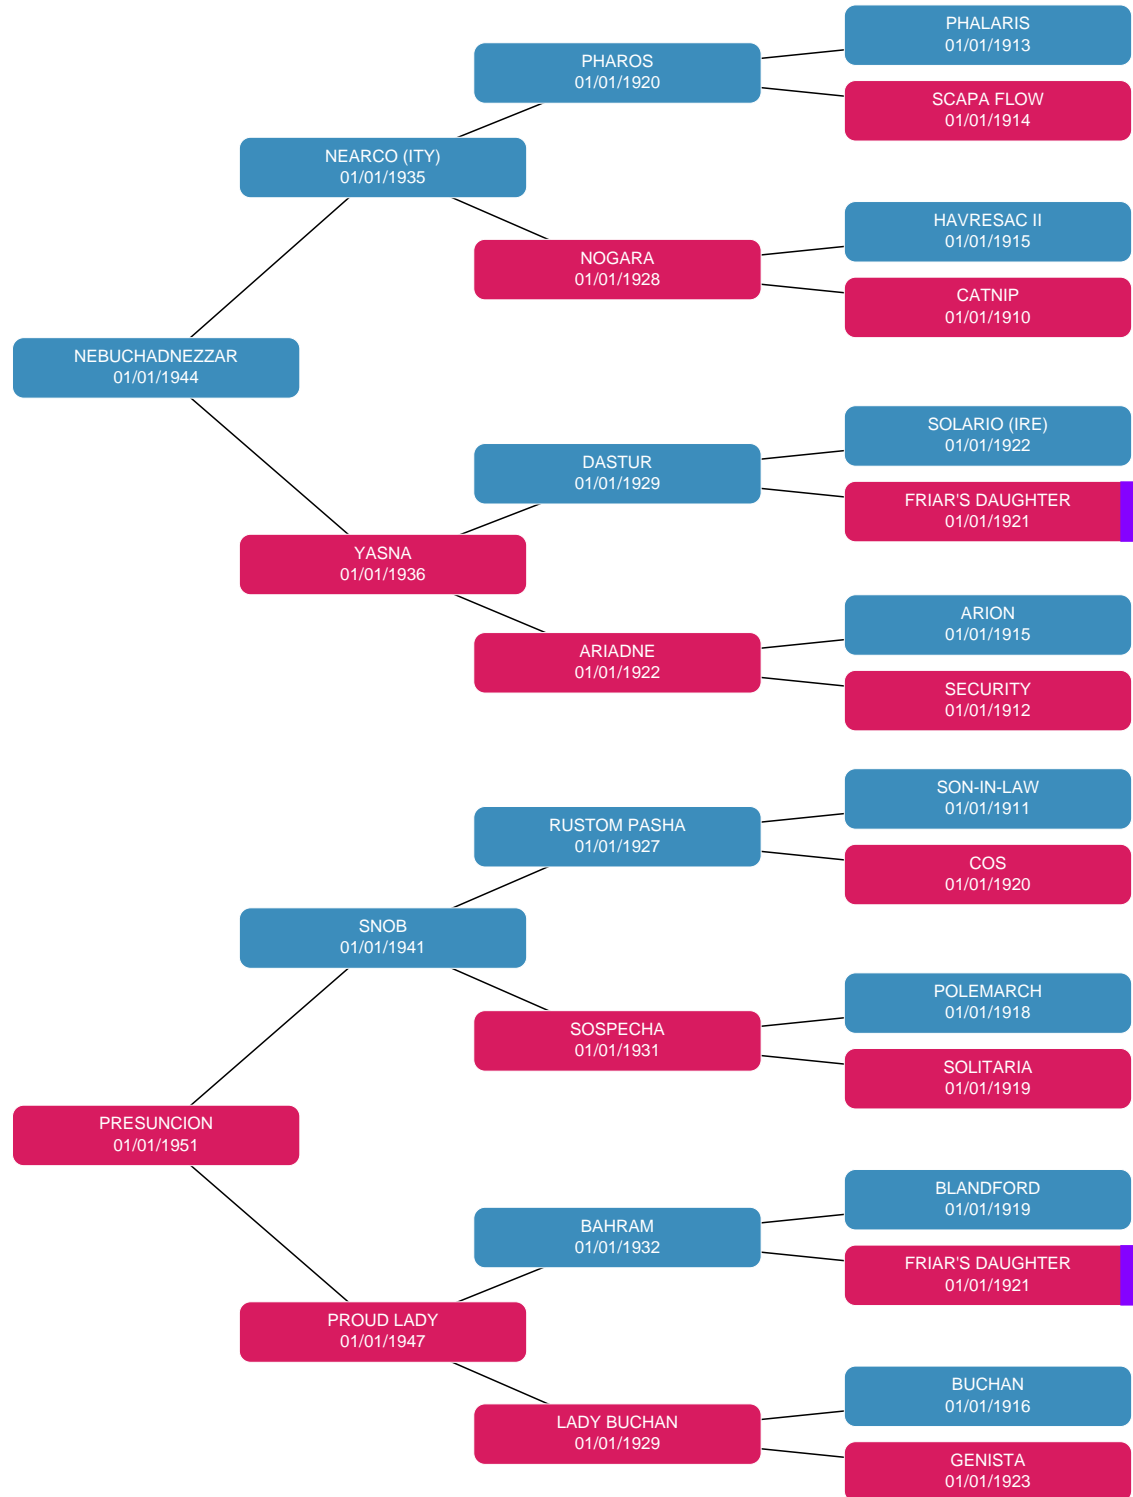 PHALARIS
01/01/1913
PHAROS
01/01/1920
SCAPA FLOW
01/01/1914
NEARCO (ITY)
01/01/1935
HAVRESAC II
01/01/1915
NOGARA
01/01/1928
CATNIP
01/01/1910
NEBUCHADNEZZAR
01/01/1944
SOLARIO (IRE)
01/01/1922
DASTUR
01/01/1929
FRIAR'S DAUGHTER
01/01/1921
YASNA
01/01/1936
ARION
01/01/1915
ARIADNE
01/01/1922
SECURITY
01/01/1912
SON-IN-LAW
01/01/1911
RUSTOM PASHA
01/01/1927
COS
01/01/1920
SNOB
01/01/1941
POLEMARCH
01/01/1918
SOSPECHA
01/01/1931
SOLITARIA
01/01/1919
PRESUNCION
01/01/1951
BLANDFORD
01/01/1919
BAHRAM
01/01/1932
FRIAR'S DAUGHTER
01/01/1921
PROUD LADY
01/01/1947
BUCHAN
01/01/1916
LADY BUCHAN
01/01/1929
GENISTA
01/01/1923